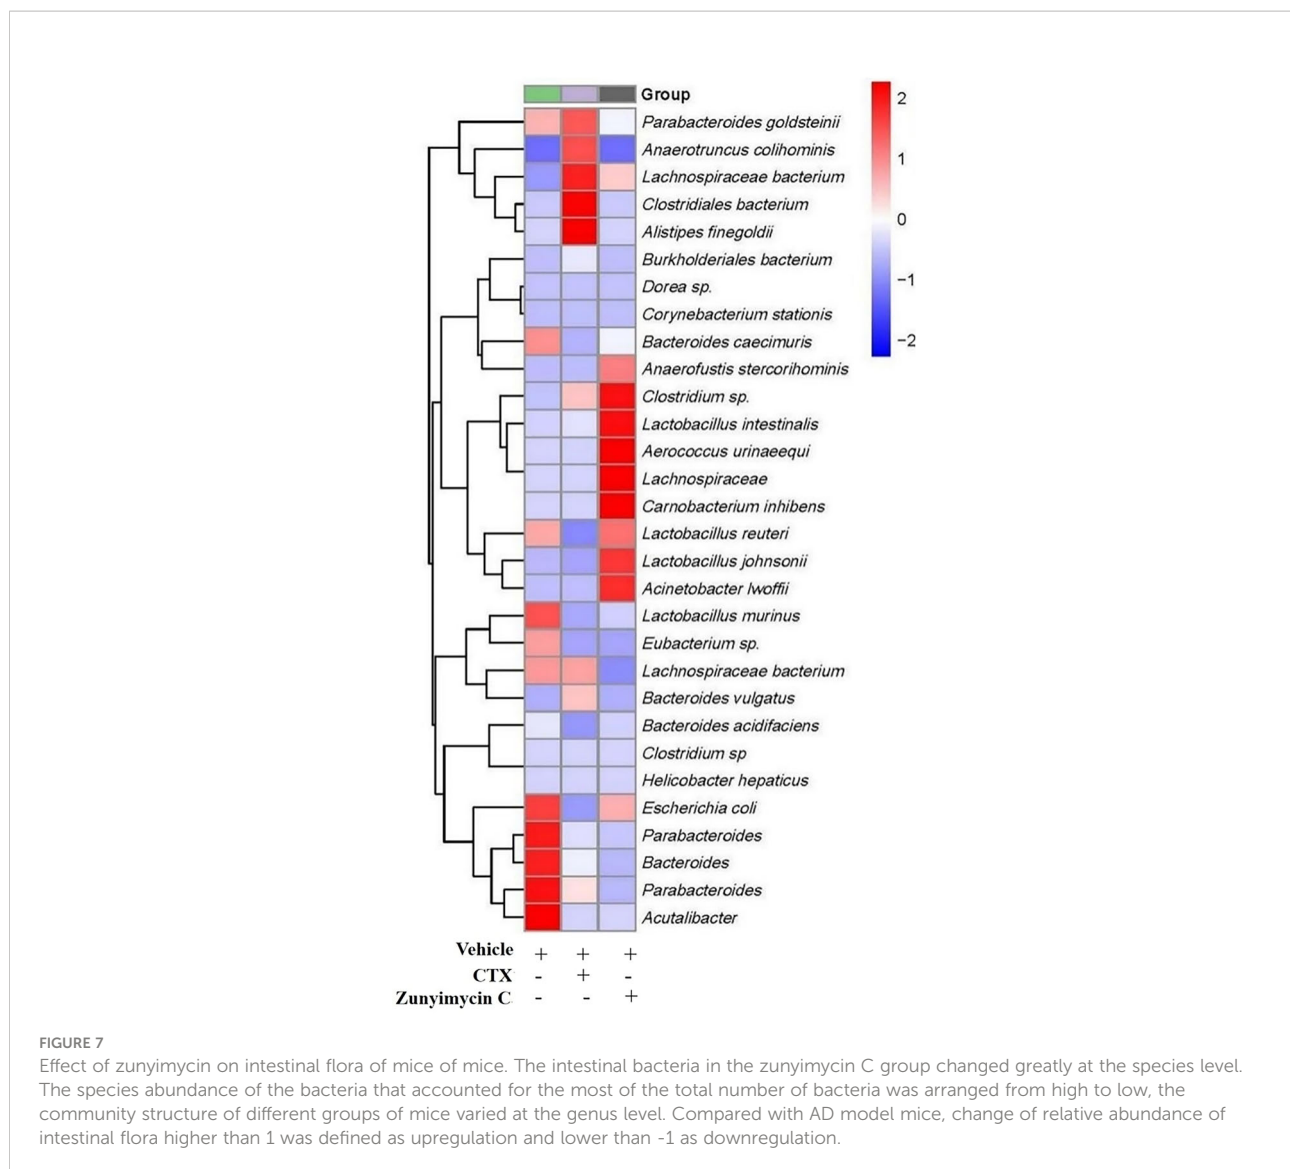 Group
2
1
0
−1
−2
Parabacteroides goldsteinii
Anaerotruncus colihominis
Lachnospiraceae bacterium
Clostridiales bacterium
Alistipes finegoldii
Burkholderiales bacterium
Dorea sp.
Corynebacterium stationis
Bacteroides caecimuris
Anaerofustis stercorihominis
Clostridium sp.
Lactobacillus intestinalis
Aerococcus urinaeequi
Lachnospiraceae
Carnobacterium inhibens
Lactobacillus reuteri
Lactobacillus johnsonii
Acinetobacter lwoffii
Lactobacillus murinus
Eubacterium sp.
Lachnospiraceae bacterium
Bacteroides vulgatus
Bacteroides acidifaciens
Clostridium sp
Helicobacter hepaticus
Escherichia coli
Parabacteroides
Bacteroides
Parabacteroides
Acutalibacter
Vehicle + + +
CTX - + -
Zunyimycin C - - +
FIGURE 7
Effect of zunyimycin on intestinal flora of mice of mice. The intestinal bacteria in the zunyimycin C group changed greatly at the species level.
The species abundance of the bacteria that accounted for the most of the total number of bacteria was arranged from high to low, the
community structure of different groups of mice varied at the genus level. Compared with AD model mice, change of relative abundance of
intestinal flora higher than 1 was defined as upregulation and lower than -1 as downregulation.